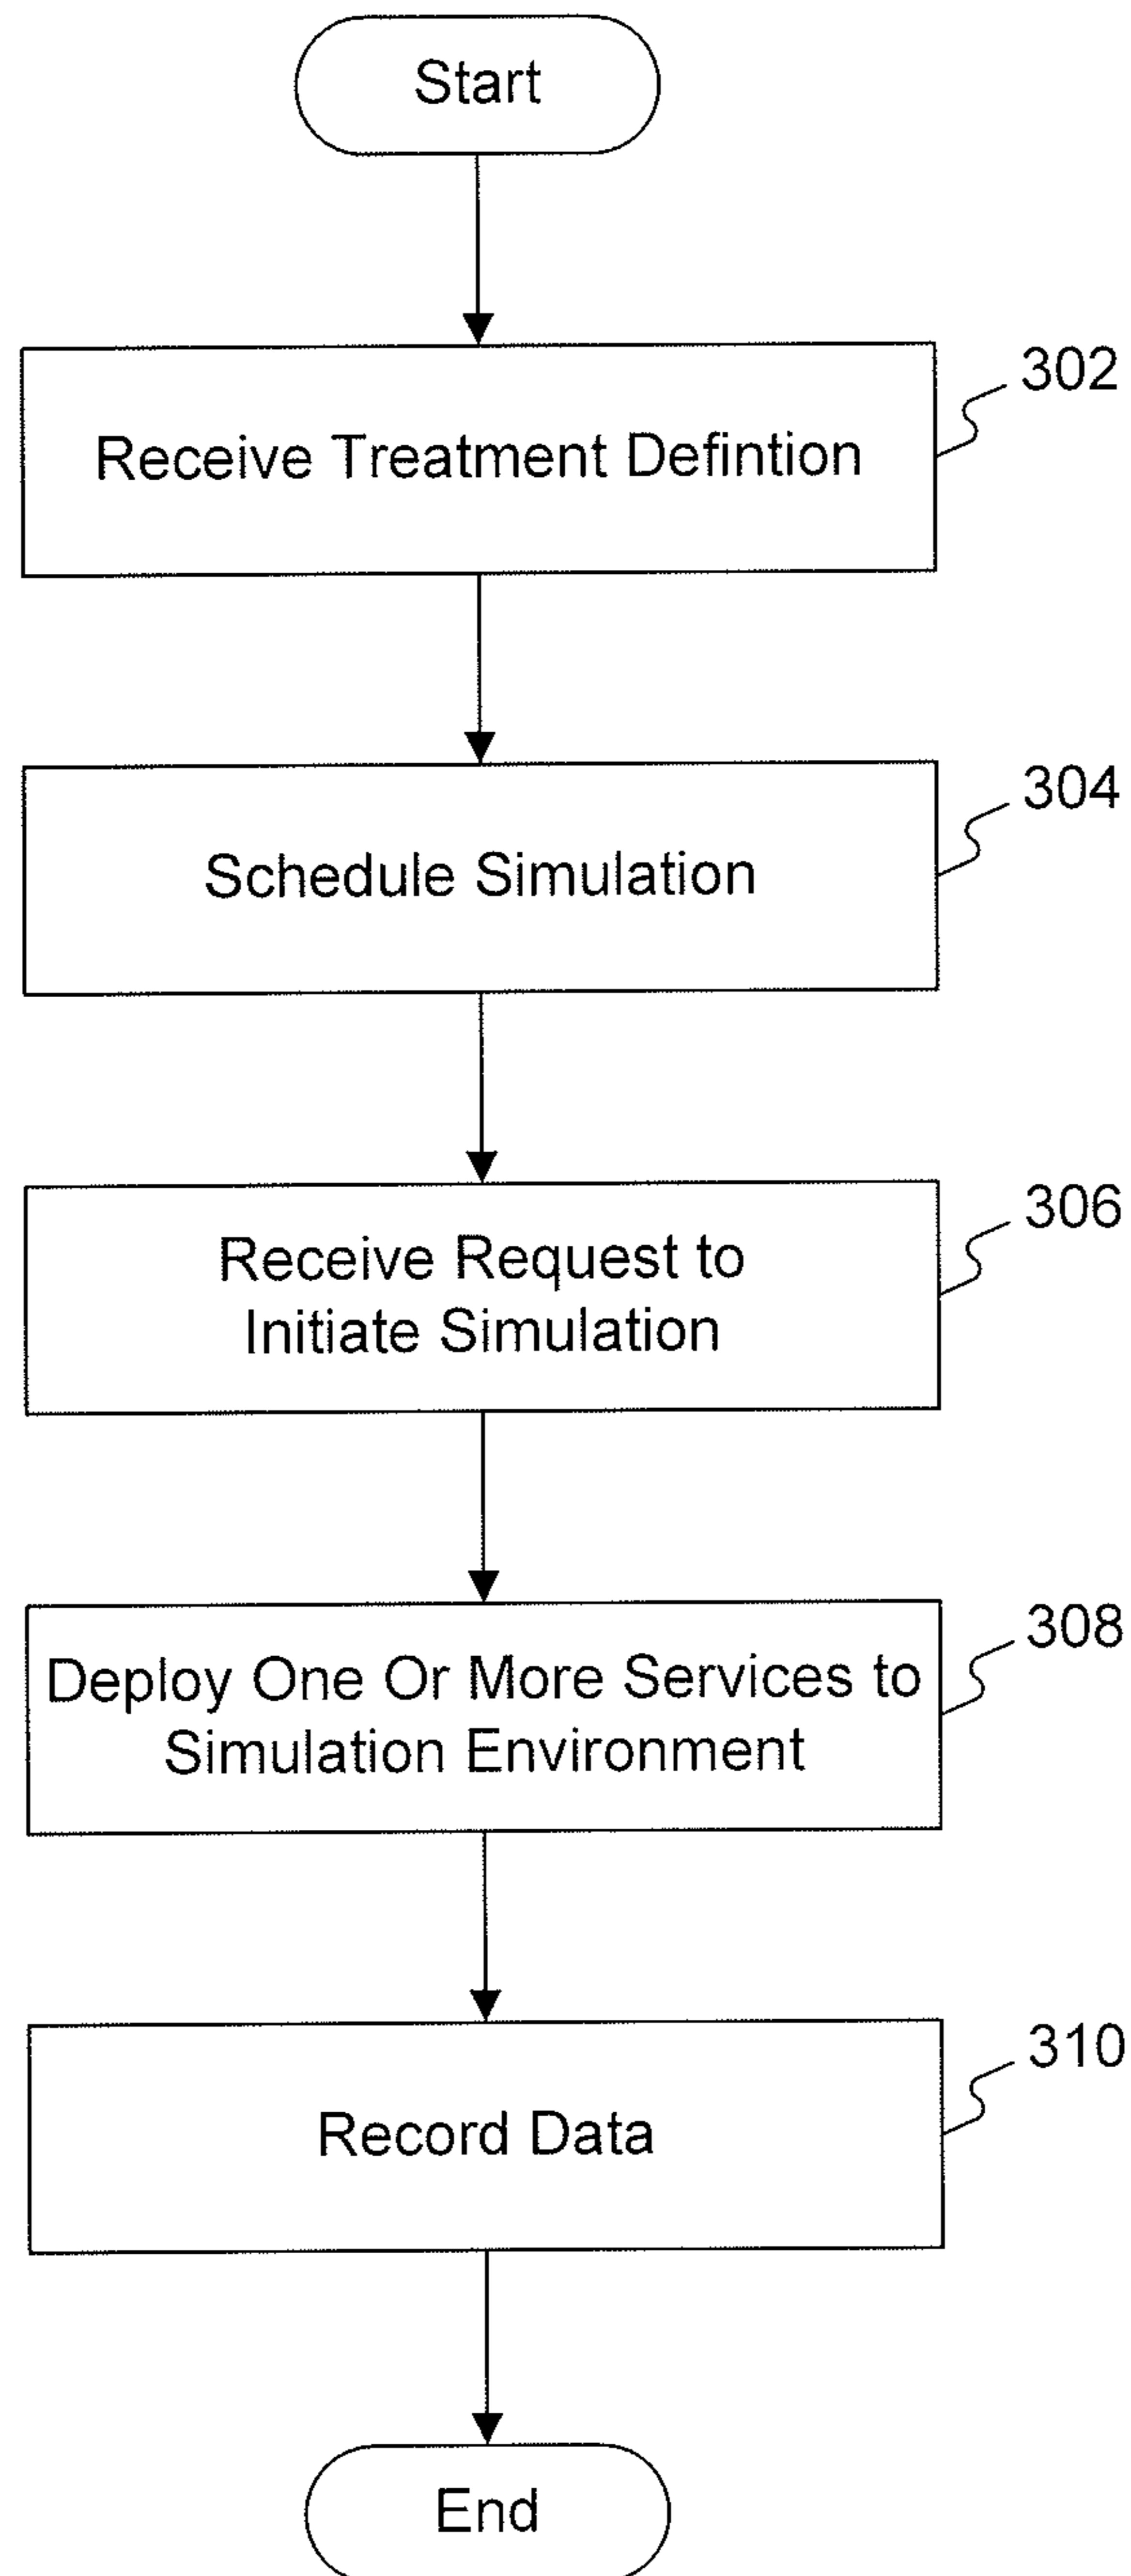 Start
302
Receive Treatment Defintion
304
Schedule Simulation
306
Receive Request to
Initiate Simulation
308
Deploy One Or More Services to
Simulation Environment
310
Record Data
End